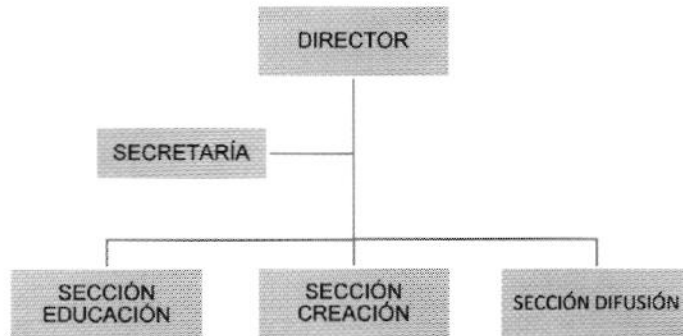 DIRECTOR
SECRETARÍA
SECCIÓN
EDUCACIÓN
SECCIÓN
CREACIÓN
SECCIÓN DIFUSIÓN